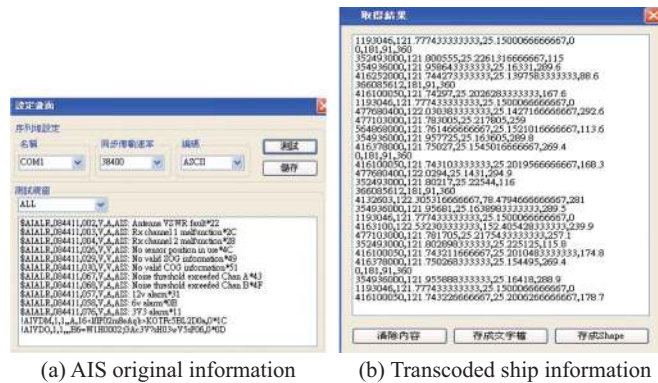 設定畫面
序列埠設定
名稱 同步傳輸速率 編碼
COM1 38400 ASCII
測試
儲存
測試視窗
ALL
$AIALR,084411,002,V,A,AIS: Antenna VSWR fault*22
$AIALR,084411,003,V,A,AIS: Rx channel 1 malfunction*2C
$AIALR,084411,004,V,A,AIS: Rx channel 2 malfunction*2B
$AIALR,084411,026,V,V,AIS: No sensor position in use*4C
$AIALR,084411,029,V,V,AIS: No valid SOG information*49
$AIALR,084411,030,V,V,AIS: No valid COG information*51
$AIALR,084411,067,V,A,AIS: Noise threshold exceeded Chan A*43
$AIALR,084411,068,V,A,AIS: Noise threshold exceeded Chan B*4F
$AIALR,084411,057,V,A,AIS: 12v alarm*31
$AIALR,084411,058,V,A,AIS: 6v alarm*0B
$AIALR,084411,076,V,A,AIS: 3V3 alarm*11
(a) AIS original information
取得結果
1193046,121.777433333333,25.1500066666667,0
0,181,91,360
352493000,121.800555,25.2261316666667,115
354936000,121.958643333333,25.16331,289.6
416252000,121.744273333333,25.1397583333333,88.6
366085612,181,91,360
416100050,121.74297,25.2026283333333,167.6
1193046,121.777433333333,25.1500066666667,0
477680400,122.030383333333,25.1427166666667,292.6
477103000,121.783005,25.217805,259
564868000,121.761466666667,25.1521016666667,113.6
354936000,121.957725,25.163605,289.8
416378000,121.75027,25.1545016666667,269.4
0,181,91,360
416100050,121.743103333333,25.2019566666667,168.3
477680400,122.0294,25.1431,294.9
352493000,121.80217,25.22544,116
366085612,181,91,360
4132603,122.305316666667,78.4794666666667,281
354936000,121.95681,25.1638983333333,289.5
1193046,121.777433333333,25.1500066666667,0
4163100,122.532303333333,152.405428333333,239.9
477103000,121.781705,25.2175433333333,257.1
352493000,121.802898333333,25.225125,115.8
416100050,121.743211666667,25.2010483333333,174.8
416378000,121.750268333333,25.154495,269.4
0,181,91,360
354936000,121.955888333333,25.16418,288.9
1193046,121.777433333333,25.1500066666667,0
416100050,121.743226666667,25.2006266666667,178.7
清除內容 存成文字檔 存成Shape
(b) Transcoded ship information